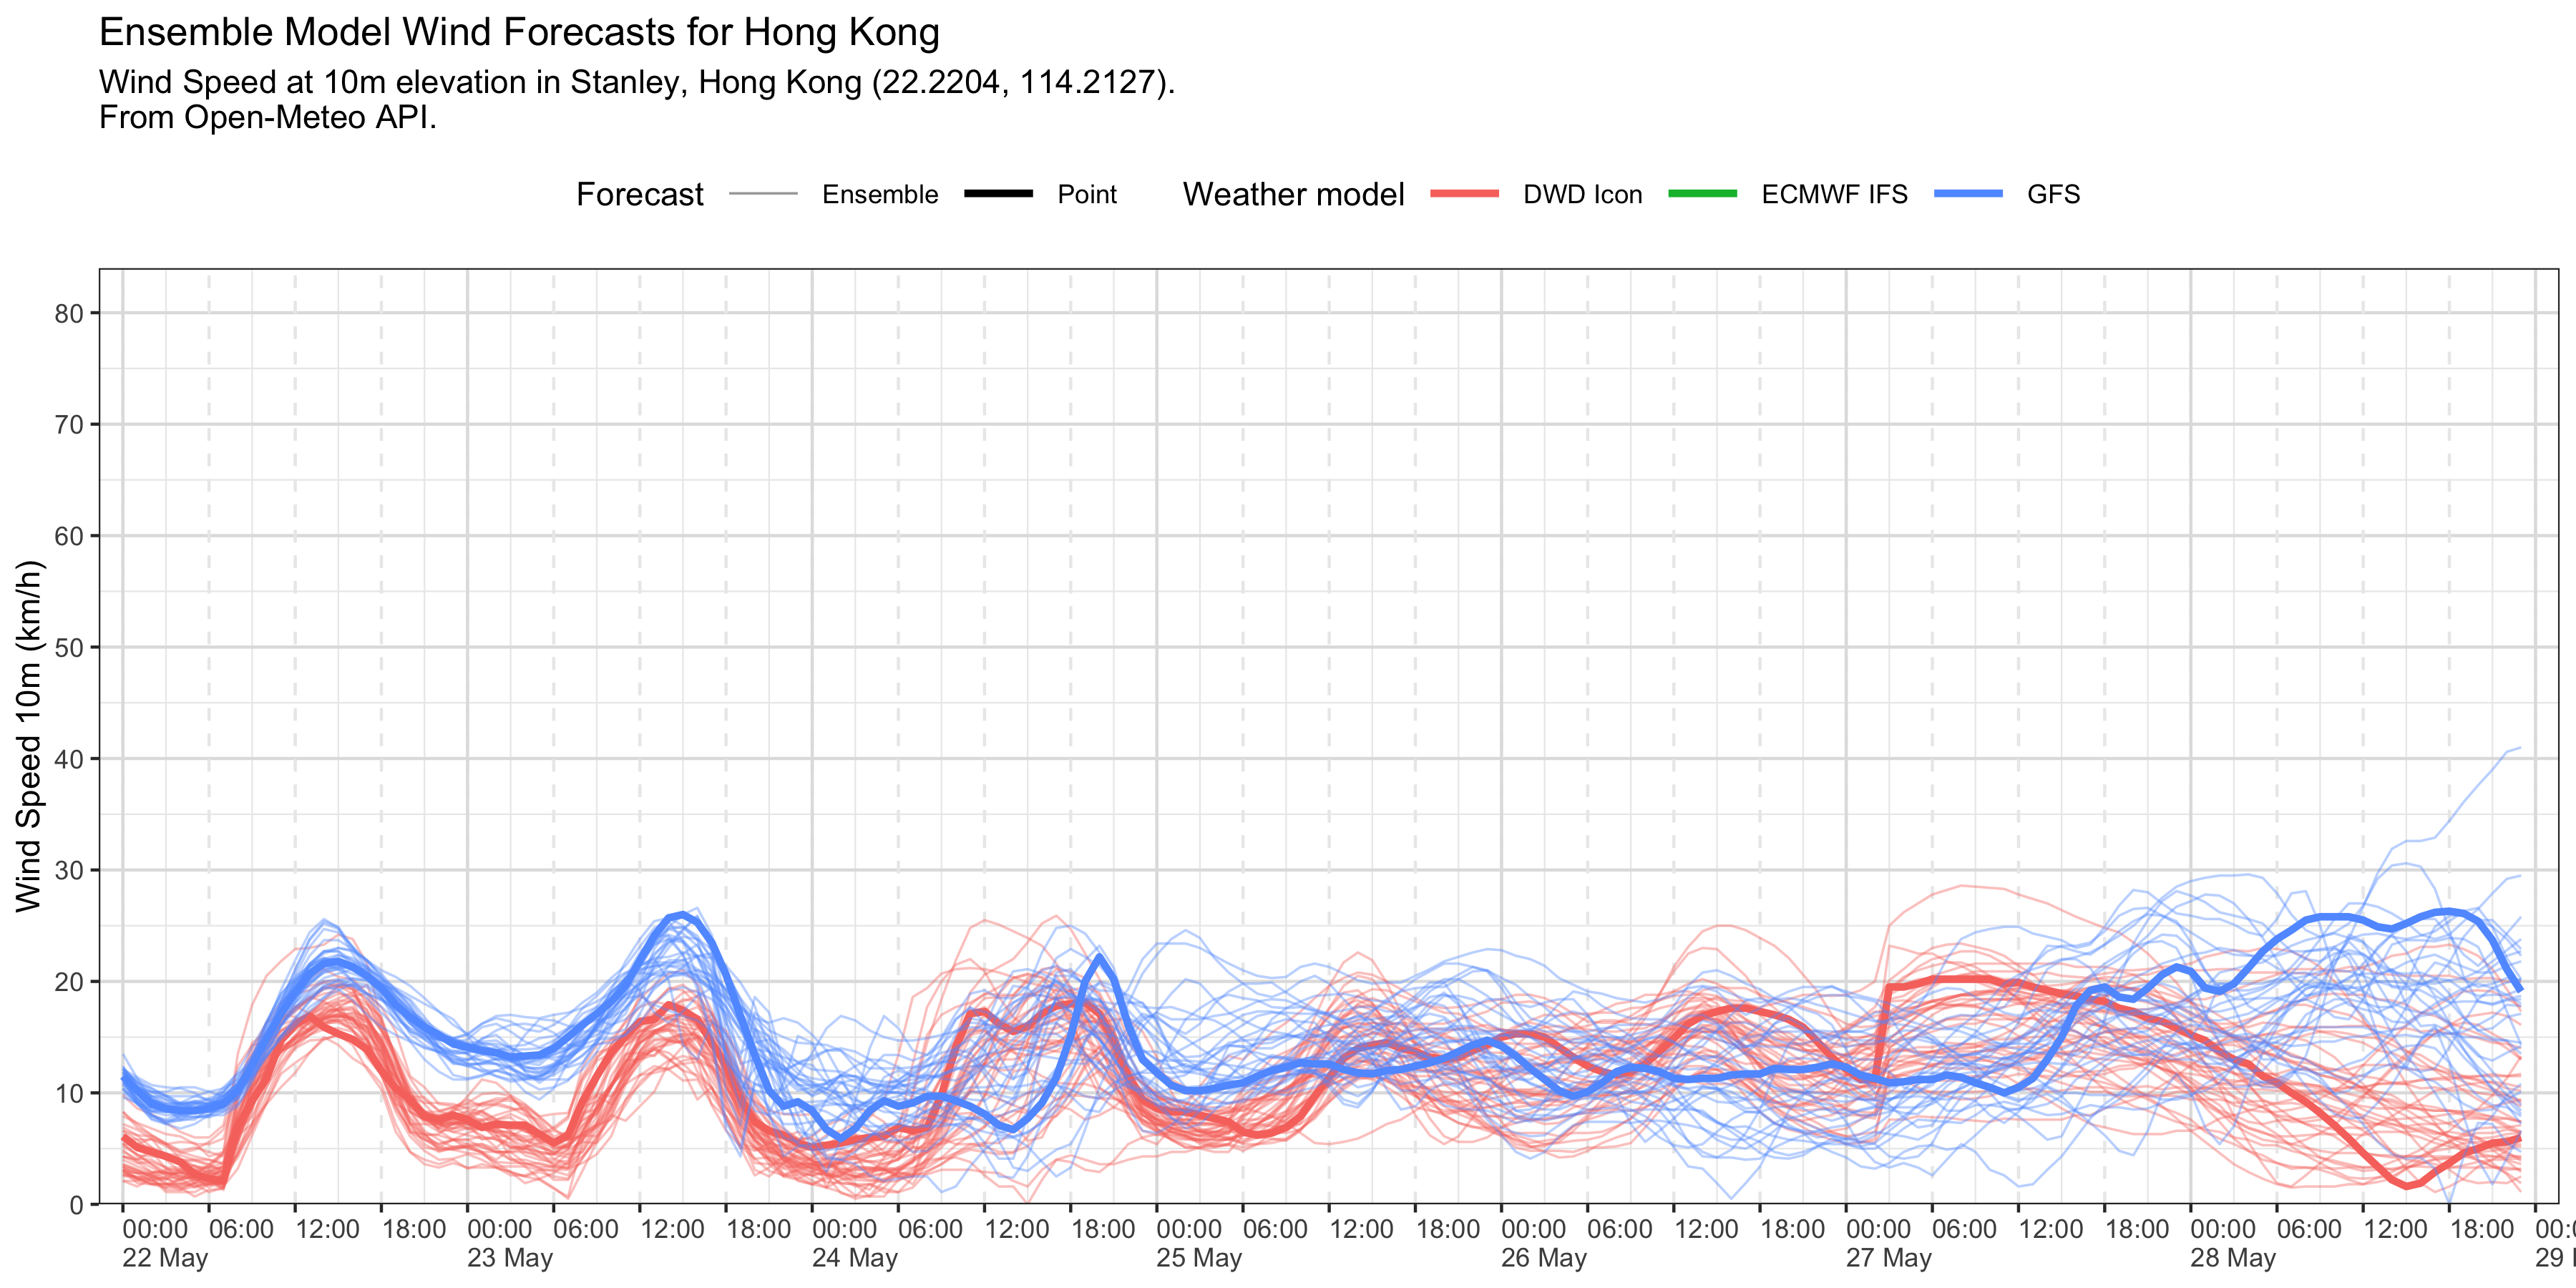 Ensemble Model Wind Forecasts for Hong Kong
Wind Speed at 10m elevation in Stanley, Hong Kong (22.2204, 114.2127).
From Open-Meteo API.
Forecast Ensemble Point Weather model DWD Icon ECMWF IFS GFS
Wind Speed 10m (km/h)
80
70
60
50
40
30
20
10
0
00:00 06:00 12:00 18:00 00:00 06:00 12:00 18:00 00:00 06:00 12:00 18:00 00:00 06:00 12:00 18:00 00:00 06:00 12:00 18:00 00:00 06:00 12:00 18:00 00:00 06:00 12:00 18:00 00:0
22 May 23 May 24 May 25 May 26 May 27 May 28 May 29